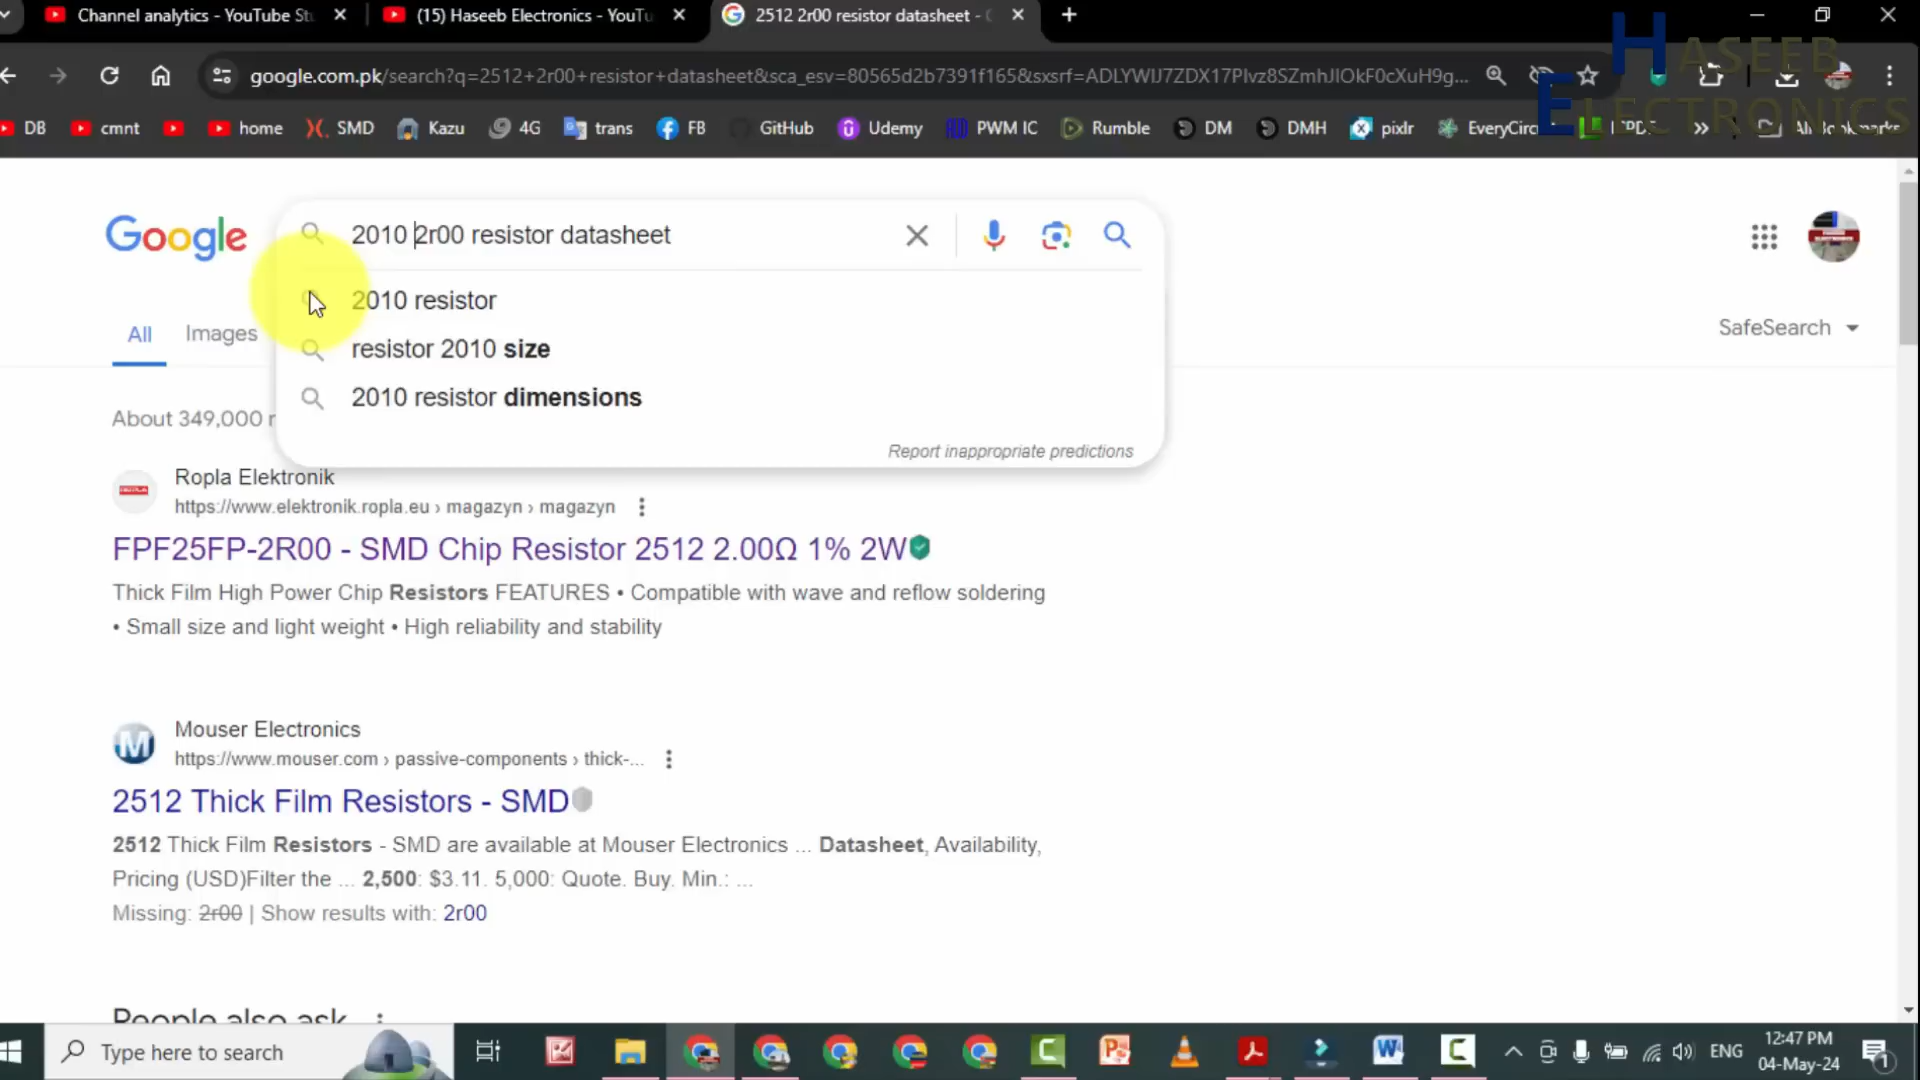 Channel analytics - YouTube St
(15) Haseeb Electronics - YouTu
2512 2r00 resistor datasheet -
google.com.pk/search?q=2512+2r00+resistor+datasheet&sca_esv=80565d2b7391f165&sxsrf=ADLYWIJ7ZDX17Plvz8SZmhJIOkF0cXuH9g...
HASEEB
ELECTRONICS
DB
cmnt
home
SMD
Kazu
4G
trans
FB
GitHub
Udemy
PWM IC
Rumble
DM
DMH
pixlr
EveryCirc
All Bookmarks
Google
2010 2r00 resistor datasheet
2010 resistor
resistor 2010 size
2010 resistor dimensions
Report inappropriate predictions
All
Images
SafeSearch
About 349,000 r
Ropla Elektronik
https://www.elektronik.ropla.eu › magazyn › magazyn
FPF25FP-2R00 - SMD Chip Resistor 2512 2.00Ω 1% 2W
Thick Film High Power Chip Resistors FEATURES • Compatible with wave and reflow soldering
• Small size and light weight • High reliability and stability
Mouser Electronics
https://www.mouser.com › passive-components › thick-...
2512 Thick Film Resistors - SMD
2512 Thick Film Resistors - SMD are available at Mouser Electronics ... Datasheet, Availability,
Pricing (USD)Filter the ... 2,500: $3.11. 5,000: Quote. Buy. Min.: ...
Missing: 2r00 | Show results with: 2r00
People also ask
Type here to search
ENG
12:47 PM
04-May-24
1